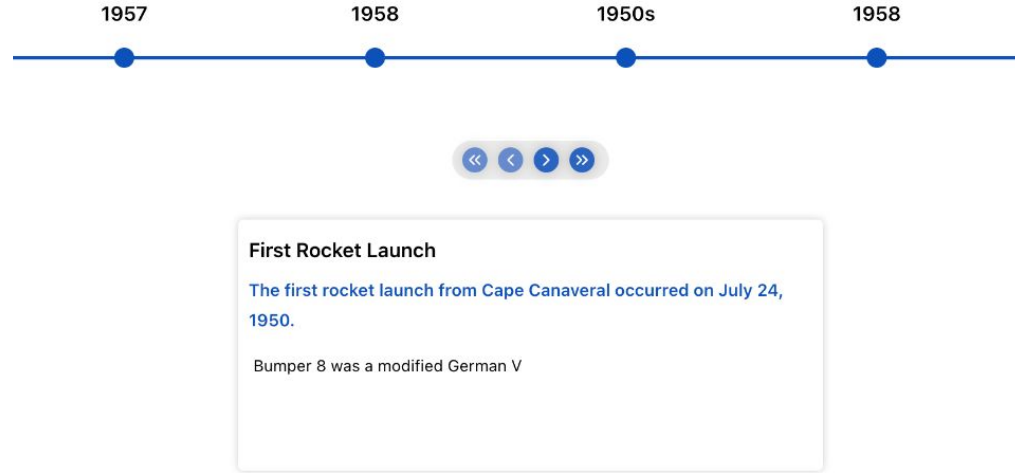 1957 1958 1950s 1958
First Rocket Launch
The first rocket launch from Cape Canaveral occurred on July 24,
1950.
Bumper 8 was a modified German V